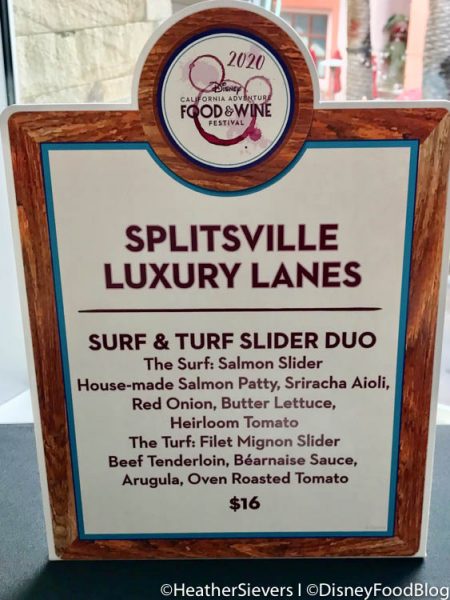 2020
Disney
CALIFORNIA ADVENTURE
FOOD & WINE
FESTIVAL
SPLITSVILLE
LUXURY LANES
SURF & TURF SLIDER DUO
The Surf: Salmon Slider
House-made Salmon Patty, Sriracha Aioli,
Red Onion, Butter Lettuce,
Heirloom Tomato
The Turf: Filet Mignon Slider
Beef Tenderloin, Béarnaise Sauce,
Arugula, Oven Roasted Tomato
$16
©HeatherSievers I ©DisneyFoodBlog